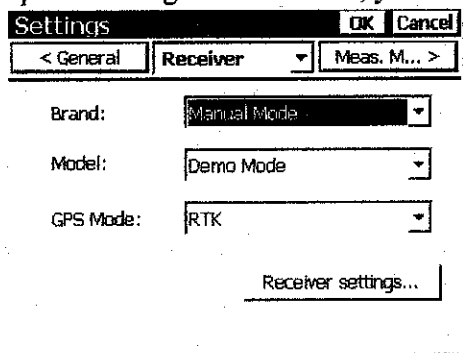 Settings OK Cancel
< General Receiver Meas. M... >
Brand: Manual Mode
Model: Demo Mode
GPS Mode: RTK
Receiver settings...